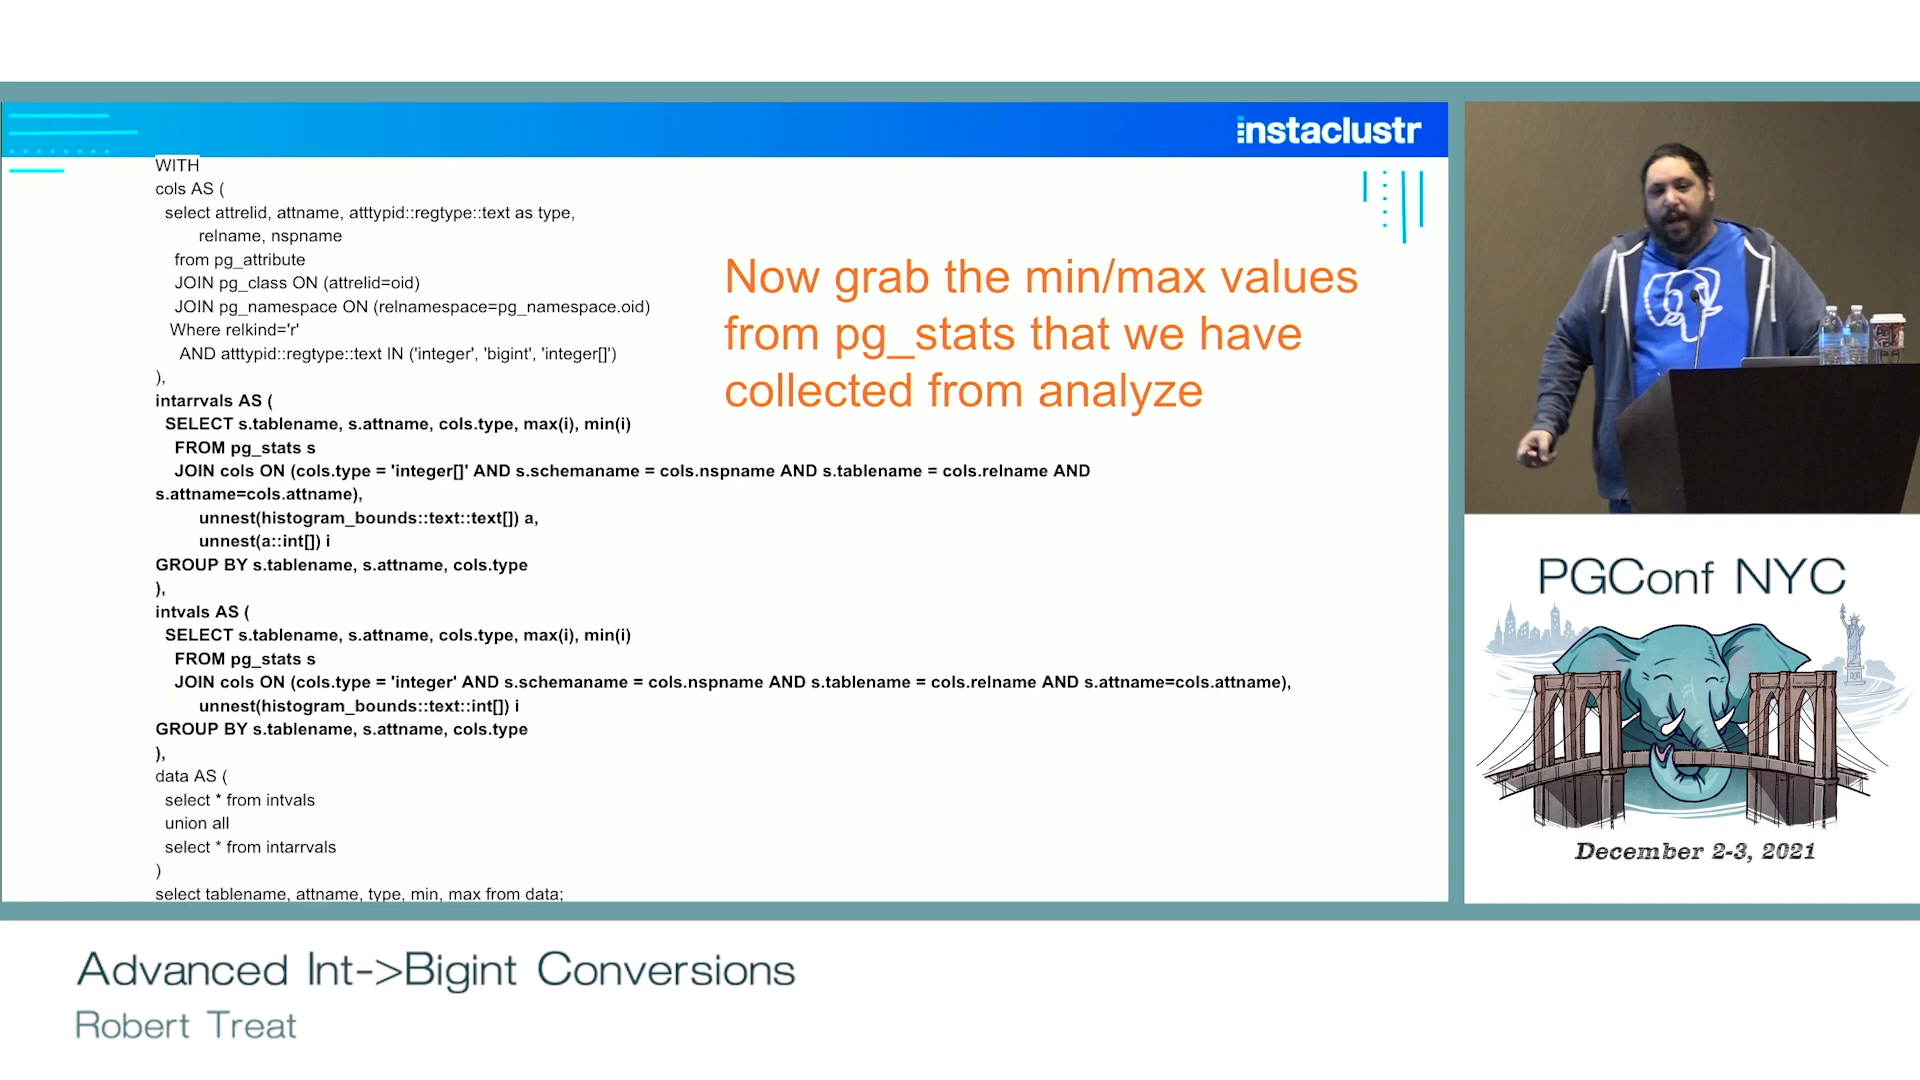 instaclustr
WITH
cols AS (
select attrelid, attname, atttypid::regtype::text as type,
relname, nspname
from pg_attribute
JOIN pg_class ON (attrelid=oid)
JOIN pg_namespace ON (relnamespace=pg_namespace.oid)
Where relkind='r'
AND atttypid::regtype::text IN ('integer', 'bigint', 'integer[]')
),
intarrvals AS (
SELECT s.tablename, s.attname, cols.type, max(i), min(i)
FROM pg_stats s
JOIN cols ON (cols.type = 'integer[]' AND s.schemaname = cols.nspname AND s.tablename = cols.relname AND
s.attname=cols.attname),
unnest(histogram_bounds::text::text[]) a,
unnest(a::int[]) i
GROUP BY s.tablename, s.attname, cols.type
),
intvals AS (
SELECT s.tablename, s.attname, cols.type, max(i), min(i)
FROM pg_stats s
JOIN cols ON (cols.type = 'integer' AND s.schemaname = cols.nspname AND s.tablename = cols.relname AND s.attname=cols.attname),
unnest(histogram_bounds::text::int[]) i
GROUP BY s.tablename, s.attname, cols.type
),
data AS (
select * from intvals
union all
select * from intarrvals
)
select tablename, attname, type, min, max from data;
Now grab the min/max values
from pg_stats that we have
collected from analyze
PGConf NYC
December 2-3, 2021
Advanced Int->Bigint Conversions
Robert Treat